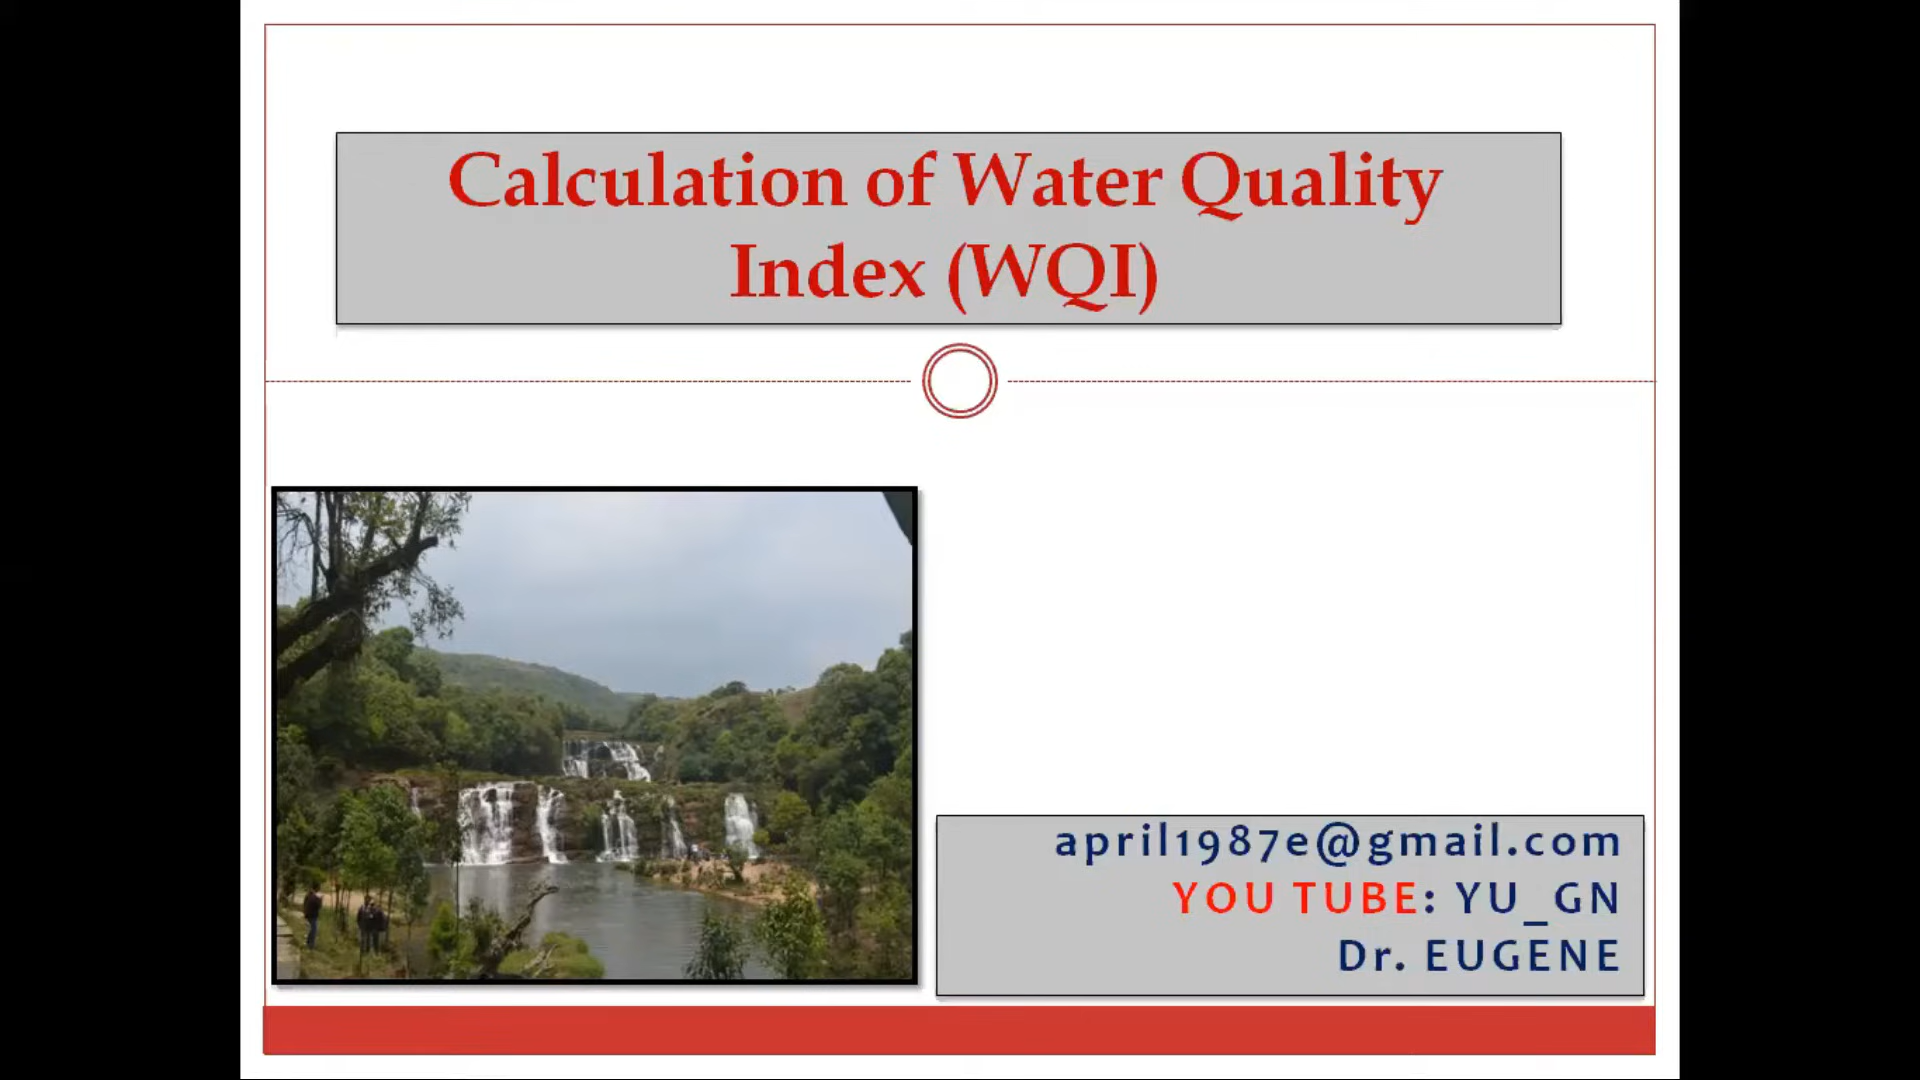 Calculation of Water Quality
Index (WQI)
april1987e@gmail.com
YOU TUBE: YU_GN
Dr. EUGENE